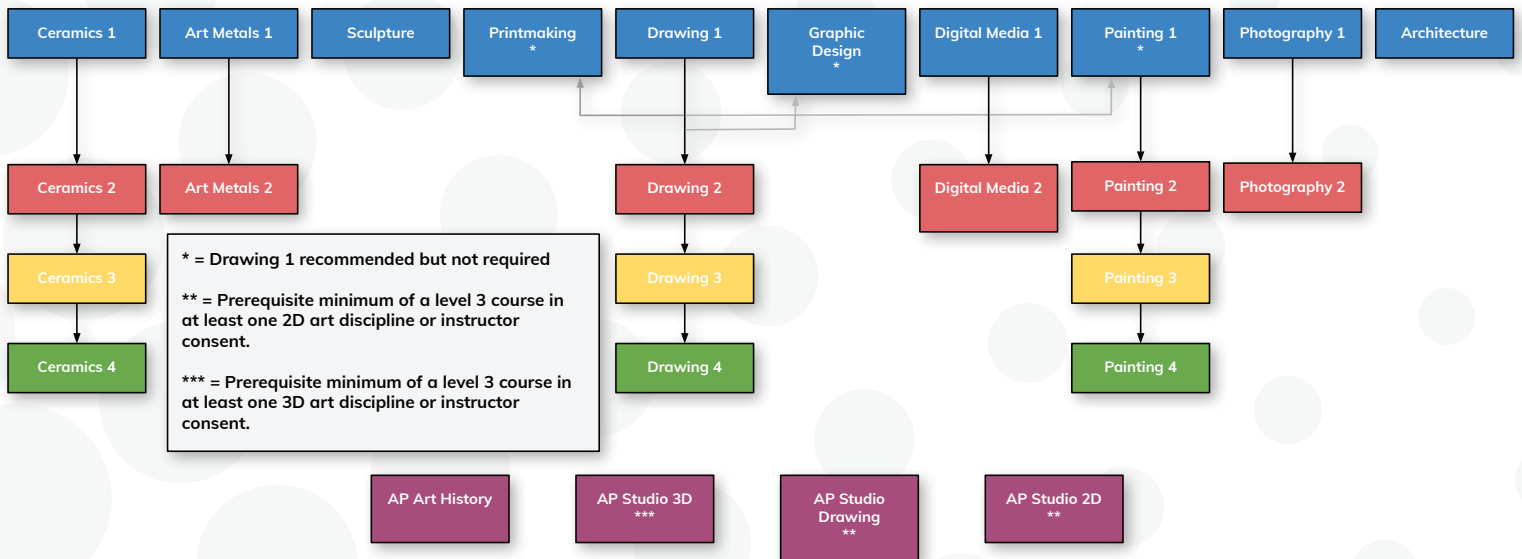 Ceramics 1
Art Metals 1
Sculpture
Printmaking
*
Drawing 1
Graphic
Design
*
Digital Media 1
Painting 1
*
Photography 1
Architecture
Ceramics 2
Art Metals 2
Drawing 2
Digital Media 2
Painting 2
Photography 2
Ceramics 3
Drawing 3
Painting 3
Ceramics 4
Drawing 4
Painting 4
* = Drawing 1 recommended but not required
** = Prerequisite minimum of a level 3 course in
at least one 2D art discipline or instructor
consent.
*** = Prerequisite minimum of a level 3 course in
at least one 3D art discipline or instructor
consent.
AP Art History
AP Studio 3D
***
AP Studio
Drawing
**
AP Studio 2D
**